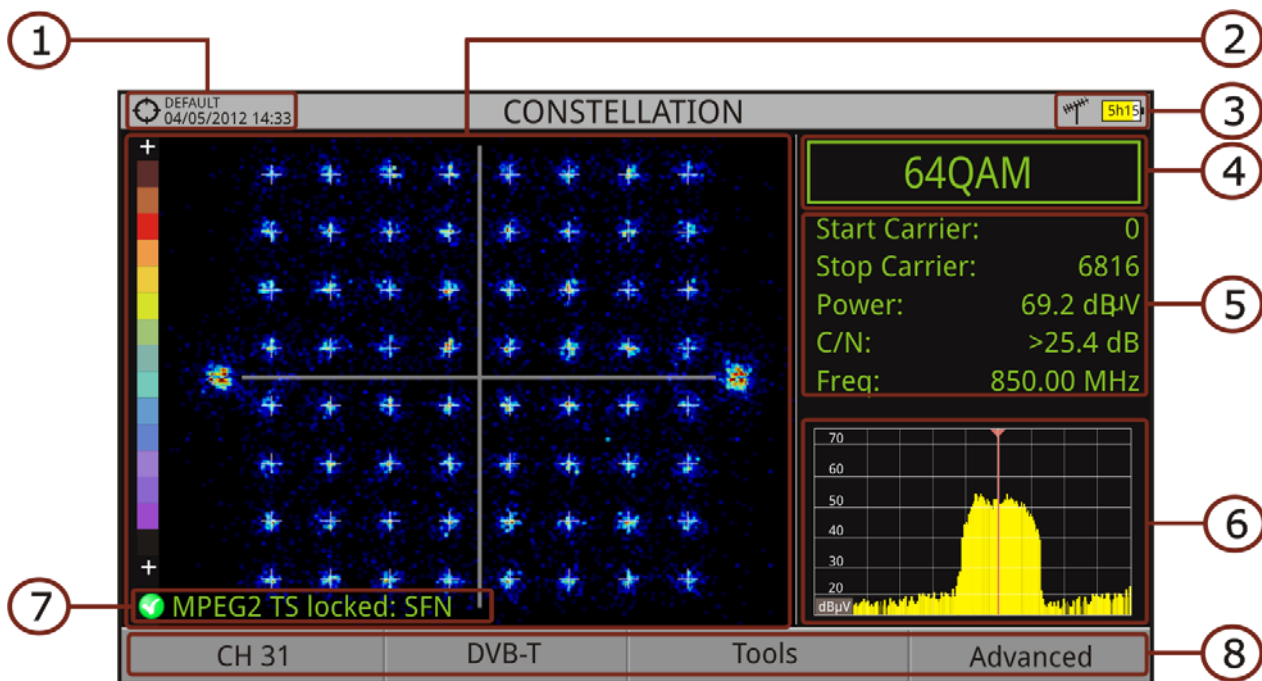 1
2
DEFAULT
04/05/2012 14:33
CONSTELLATION
5h15
3
+
64QAM
4
Start Carrier: 0
Stop Carrier: 6816
Power: 69.2 dBµV
C/N: >25.4 dB
Freq: 850.00 MHz
5
70
60
50
40
30
20
dBµV
6
+
7
MPEG2 TS locked: SFN
CH 31
DVB-T
Tools
Advanced
8